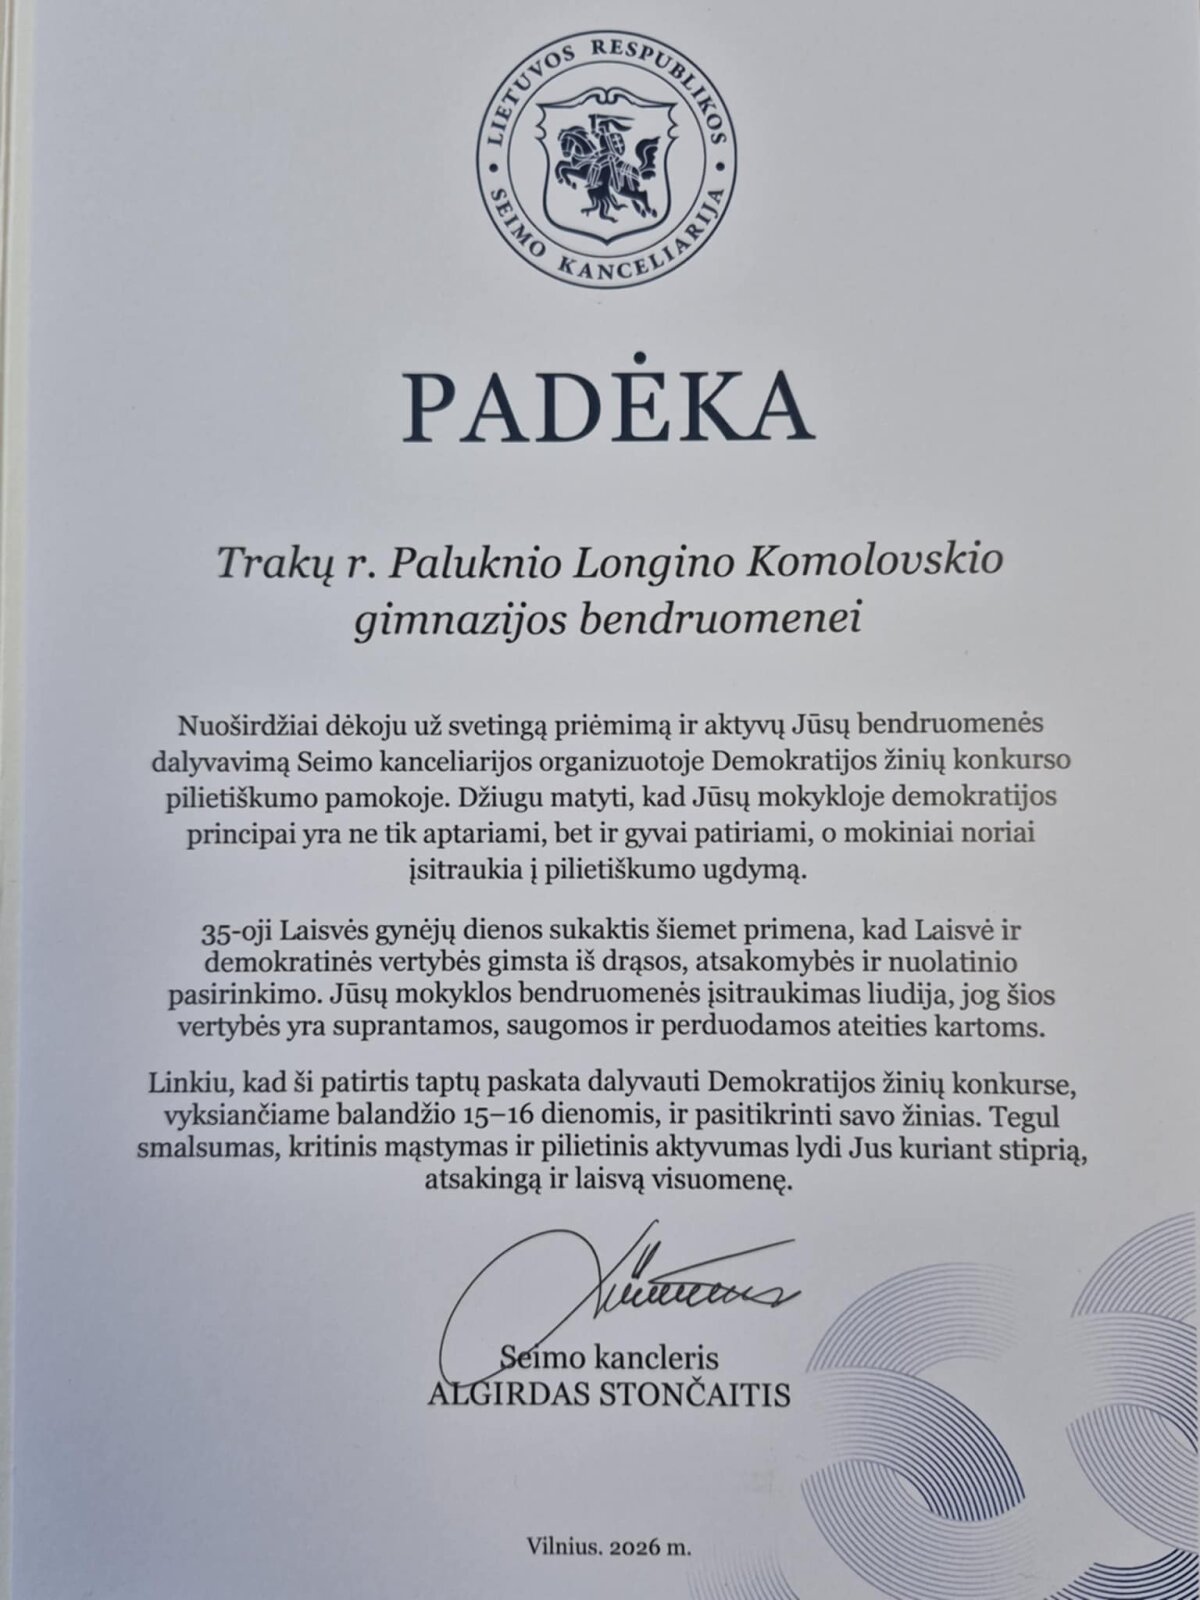 LIETUVOS RESPUBLIKOS
SEIMO KANCELIARIJA
PADĖKA
Trakų r. Paluknio Longino Komolovskio
gimnazijos bendruomenei
Nuoširdžiai dėkoju už svetingą priėmimą ir aktyvų Jūsų bendruomenės
dalyvavimą Seimo kanceliarijos organizuotoje Demokratijos žinių konkurso
pilietiškumo pamokoje. Džiugu matyti, kad Jūsų mokykloje demokratijos
principai yra ne tik aptariami, bet ir gyvai patiriami, o mokiniai noriai
įsitraukia į pilietiškumo ugdymą.
35-oji Laisvės gynėjų dienos sukaktis šiemet primena, kad Laisvė ir
demokratinės vertybės gimsta iš drąsos, atsakomybės ir nuolatinio
pasirinkimo. Jūsų mokyklos bendruomenės įsitraukimas liudija, jog šios
vertybės yra suprantamos, saugomos ir perduodamos ateities kartoms.
Linkiu, kad ši patirtis taptų paskata dalyvauti Demokratijos žinių konkurse,
vyksiančiame balandžio 15–16 dienomis, ir pasitikrinti savo žinias. Tegul
smalsumas, kritinis mąstymas ir pilietinis aktyvumas lydi Jus kuriant stiprią,
atsakingą ir laisvą visuomenę.
Seimo kancleris
ALGIRDAS STONČAITIS
Vilnius. 2026 m.